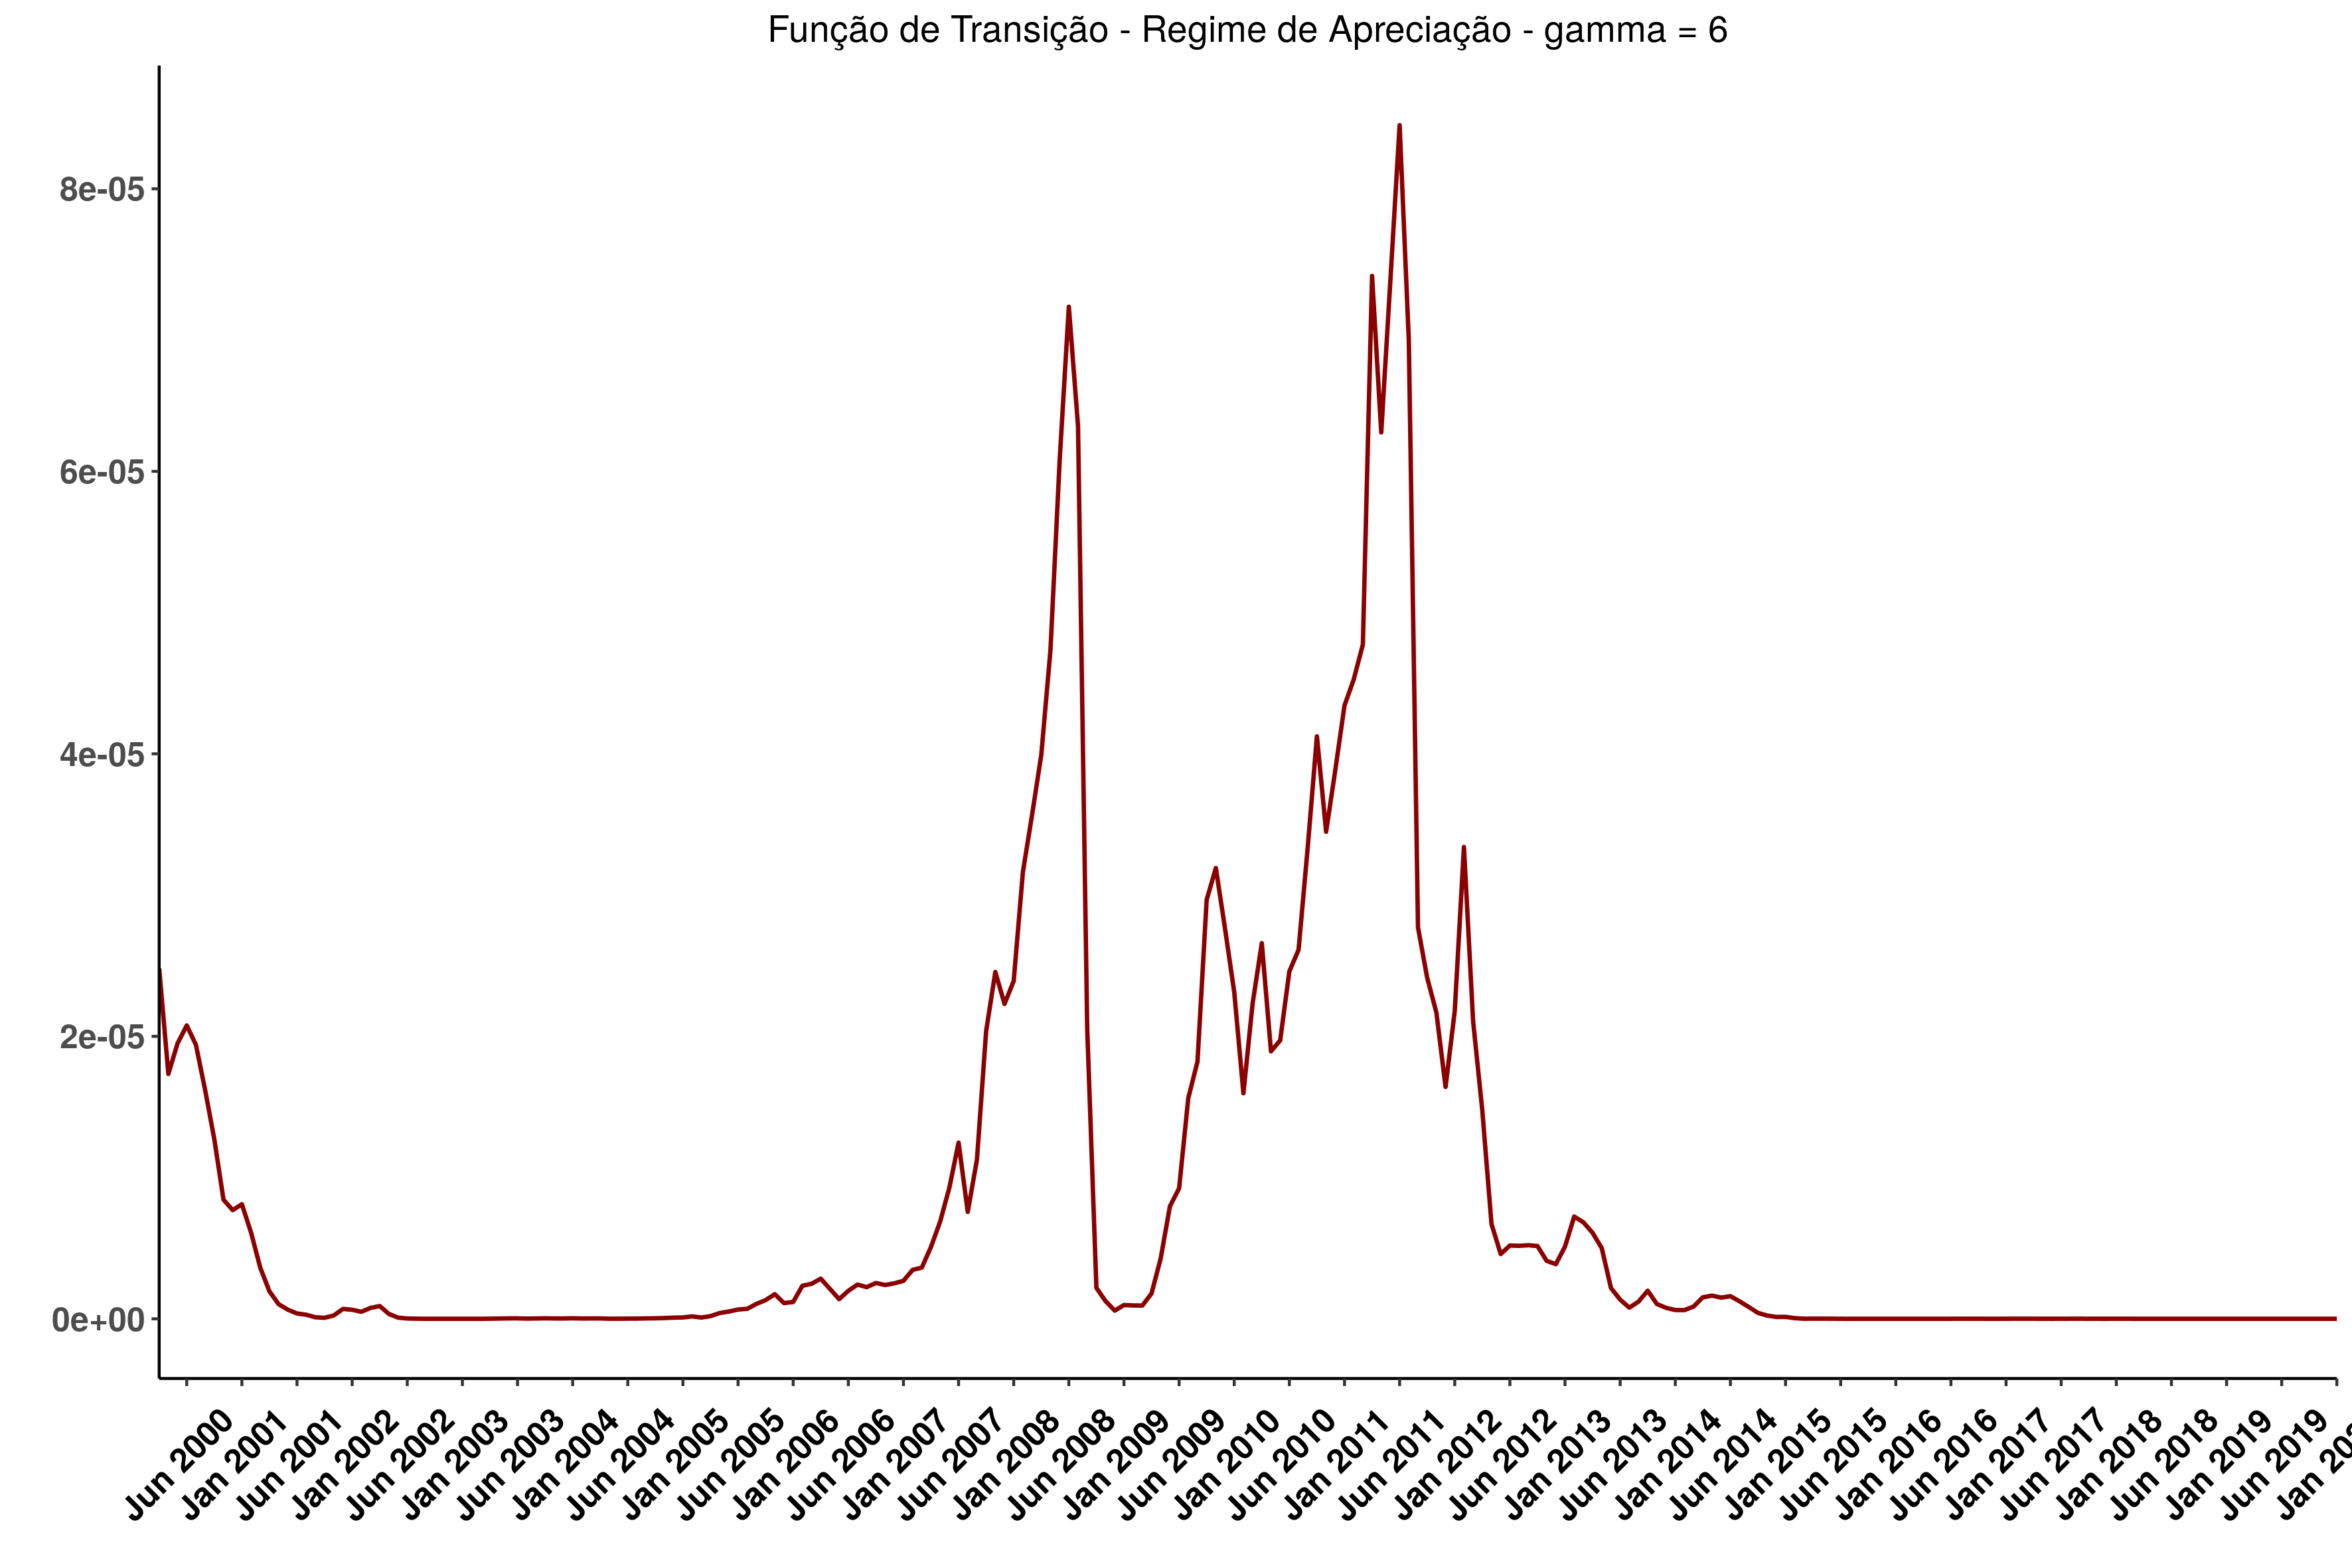 Função de Transição - Regime de Apreciação - gamma = 6
8e-05
6e-05
4e-05
2e-05
0e+00
Jun 2000
Jan 2001
Jun 2001
Jan 2002
Jun 2002
Jan 2003
Jun 2003
Jan 2004
Jun 2004
Jan 2005
Jun 2005
Jan 2006
Jun 2006
Jan 2007
Jun 2007
Jan 2008
Jun 2008
Jan 2009
Jun 2009
Jan 2010
Jun 2010
Jan 2011
Jun 2011
Jan 2012
Jun 2012
Jan 2013
Jun 2013
Jan 2014
Jun 2014
Jan 2015
Jun 2015
Jan 2016
Jun 2016
Jan 2017
Jun 2017
Jan 2018
Jun 2018
Jan 2019
Jun 2019
Jan